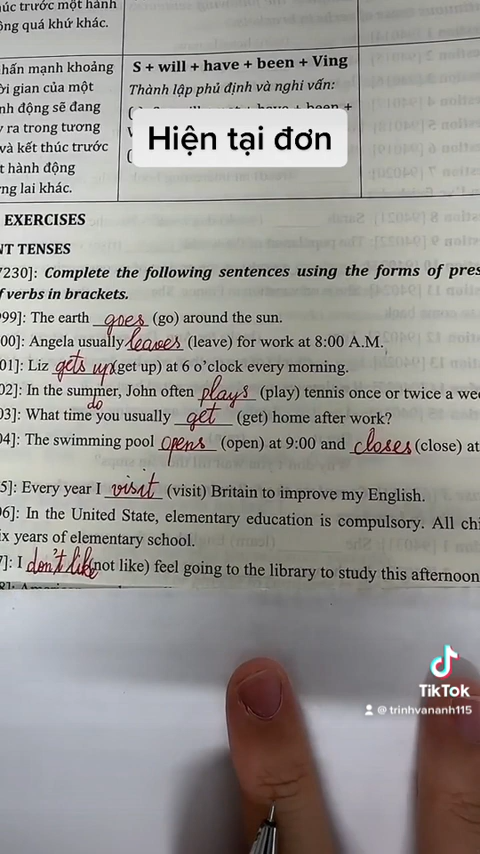 úc trước một hành
ông quá khứ khác.
hấn mạnh khoảng
ời gian của một
nh động sẽ đang
ra trong tương
và kết thúc trước
t hành động
ng lai khác.
S + will + have + been + Ving
Thành lập phủ định và nghi vấn:
Hiện tại đơn
EXERCISES
NT TENSES
7230]: Complete the following sentences using the forms of pres
f verbs in brackets.
999]: The earth goes (go) around the sun.
00]: Angela usually leaves (leave) for work at 8:00 A.M.
01]: Liz gets up (get up) at 6 o'clock every morning.
02]: In the summer, John often plays (play) tennis once or twice a wee
do
03]: What time you usually get (get) home after work?
04]: The swimming pool opens (open) at 9:00 and closes (close) at
5]: Every year I visit (visit) Britain to improve my English.
06]: In the United State, elementary education is compulsory. All chi
ix years of elementary school.
7]: I don't like (not like) feel going to the library to study this afternoon
TikTok
@ trinhvananh115